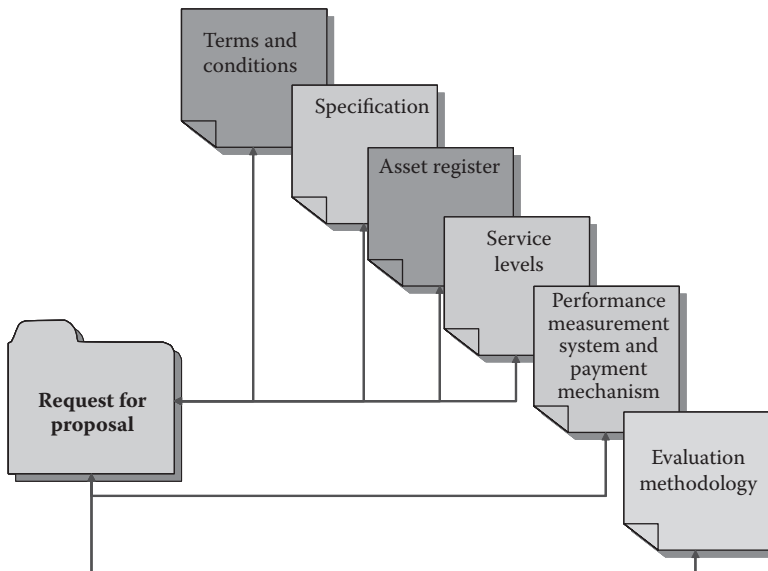 Terms and
conditions
Specification
Asset register
Service
levels
Performance
measurement
system and
payment
mechanism
Request for
proposal
Evaluation
methodology